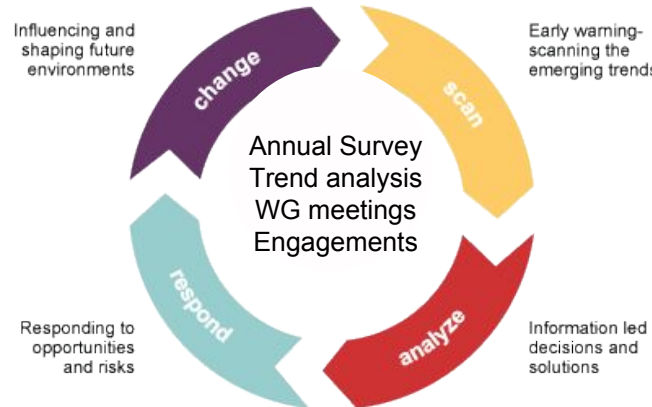 Influencing and
shaping future
environments
change
Early warning-
scanning the
emerging trends
scan
Annual Survey
Trend analysis
WG meetings
Engagements
respond
Responding to
opportunities
and risks
analyze
Information led
decisions and
solutions